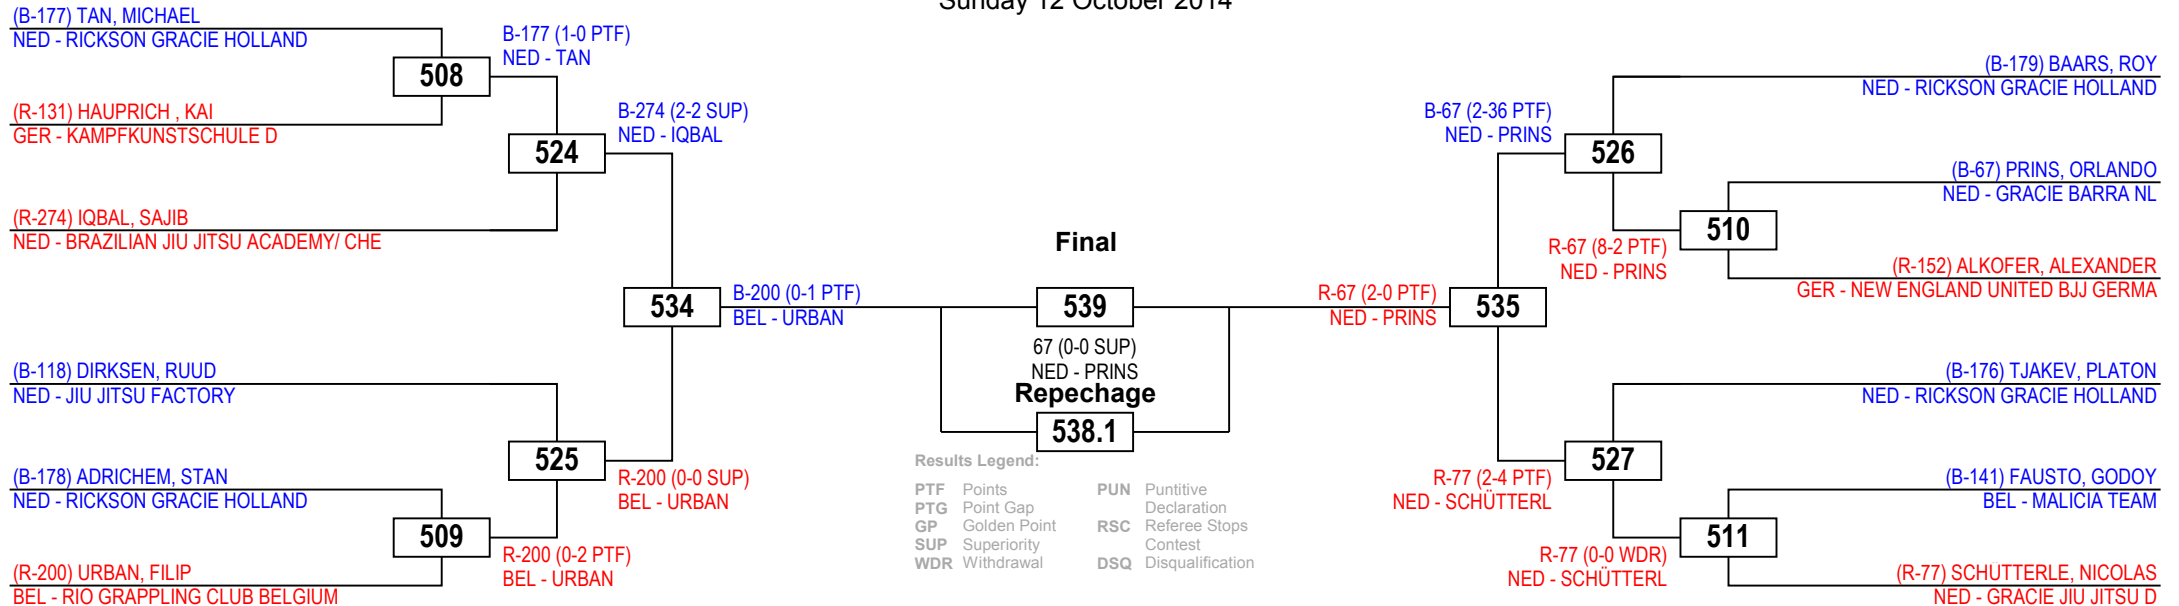 Sunday 12 October 2014
(B-177) TAN, MICHAEL
NED - RICKSON GRACIE HOLLAND
B-177 (1-0 PTF)
NED - TAN
508
(R-131) HAUPRICH , KAI
GER - KAMPFKUNSTSCHULE D
B-274 (2-2 SUP)
NED - IQBAL
524
(R-274) IQBAL, SAJIB
NED - BRAZILIAN JIU JITSU ACADEMY/ CHE
534
B-200 (0-1 PTF)
BEL - URBAN
(B-118) DIRKSEN, RUUD
NED - JIU JITSU FACTORY
525
(B-178) ADRICHEM, STAN
NED - RICKSON GRACIE HOLLAND
R-200 (0-0 SUP)
BEL - URBAN
509
R-200 (0-2 PTF)
BEL - URBAN
(R-200) URBAN, FILIP
BEL - RIO GRAPPLING CLUB BELGIUM
Final
539
67 (0-0 SUP)
NED - PRINS
Repechage
538.1
Results Legend:
PTF Points
PTG Point Gap
GP Golden Point
SUP Superiority
WDR Withdrawal
PUN Puntitive
Declaration
RSC Referee Stops
Contest
DSQ Disqualification
(B-179) BAARS, ROY
NED - RICKSON GRACIE HOLLAND
B-67 (2-36 PTF)
NED - PRINS
526
(B-67) PRINS, ORLANDO
NED - GRACIE BARRA NL
510
R-67 (8-2 PTF)
NED - PRINS
(R-152) ALKOFER, ALEXANDER
GER - NEW ENGLAND UNITED BJJ GERMA
R-67 (2-0 PTF)
NED - PRINS
535
(B-176) TJAKEV, PLATON
NED - RICKSON GRACIE HOLLAND
527
R-77 (2-4 PTF)
NED - SCHÜTTERL
(B-141) FAUSTO, GODOY
BEL - MALICIA TEAM
511
R-77 (0-0 WDR)
NED - SCHÜTTERL
(R-77) SCHÜTTERLE, NICOLAS
NED - GRACIE JIU JITSU D